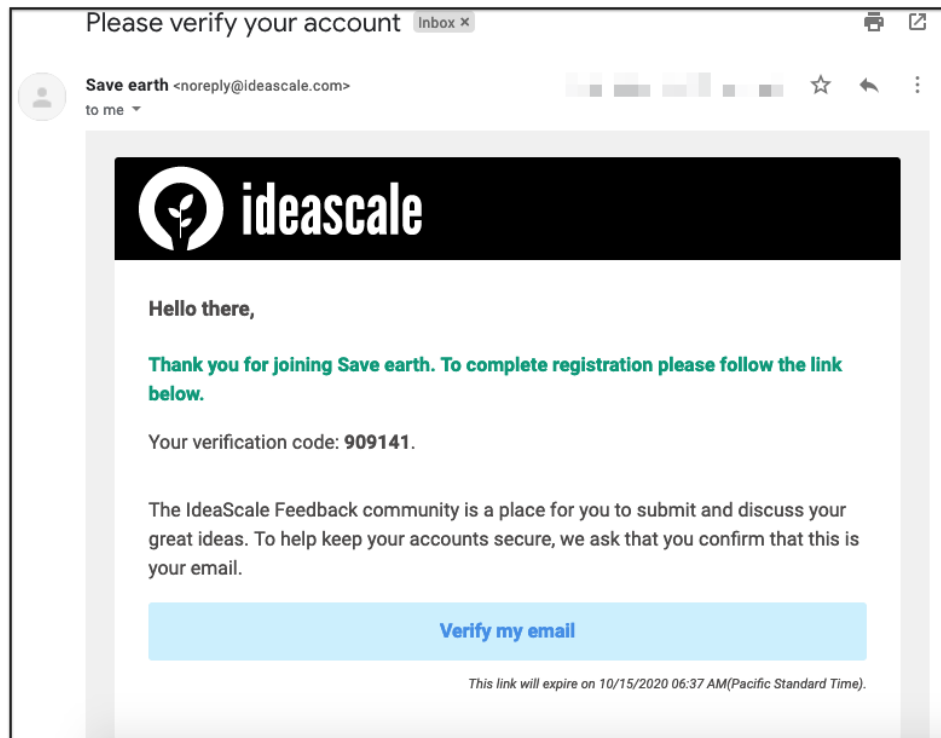 Please verify your account Inbox ×
Save earth <noreply@ideascale.com>
to me
ideascale
Hello there,
Thank you for joining Save earth. To complete registration please follow the link
below.
Your verification code: 909141.
The IdeaScale Feedback community is a place for you to submit and discuss your
great ideas. To help keep your accounts secure, we ask that you confirm that this is
your email.
Verify my email
This link will expire on 10/15/2020 06:37 AM(Pacific Standard Time).